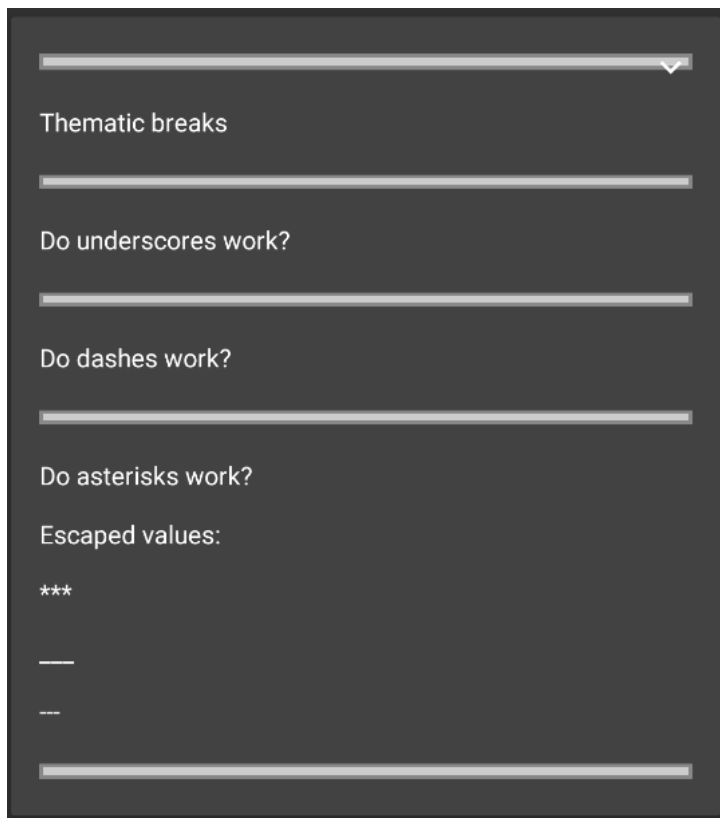 Thematic breaks
Do underscores work?
Do dashes work?
Do asterisks work?
Escaped values:
***
___
---